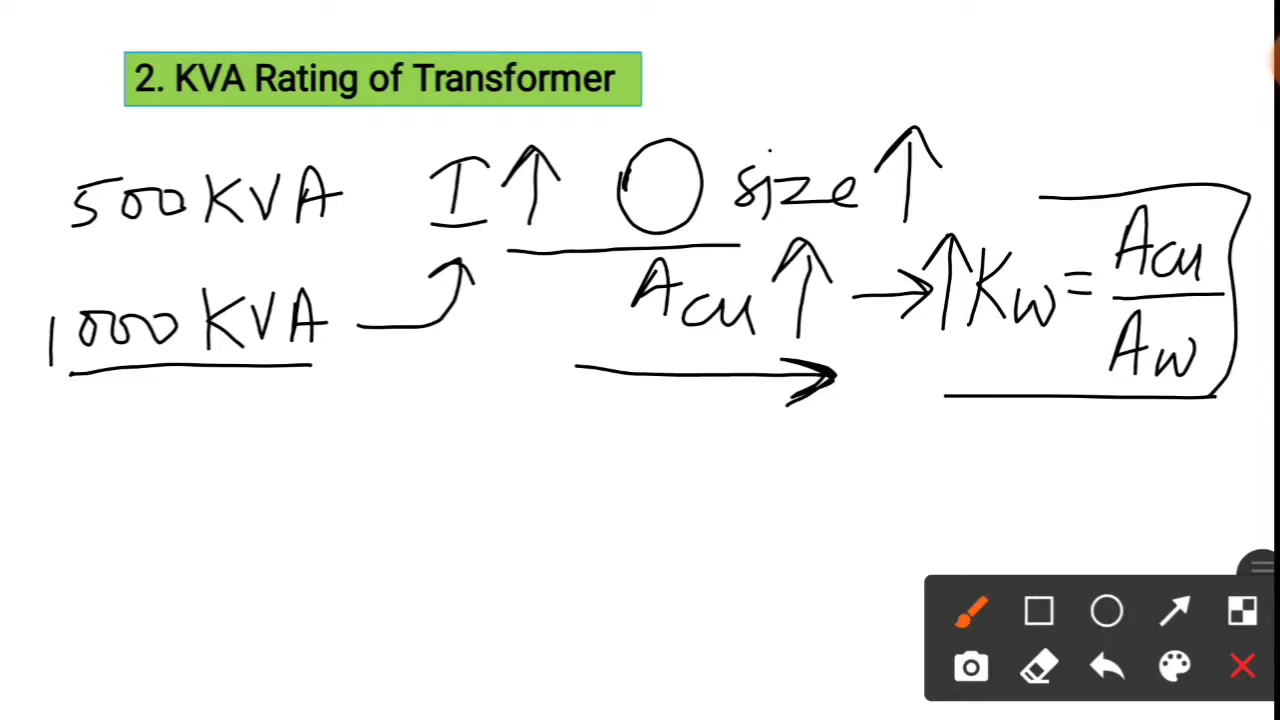 2. KVA Rating of Transformer
500 KVA I ↑ size ↑
1000 KVA Acu ↑ → ↑ Kw = Acu / Aw